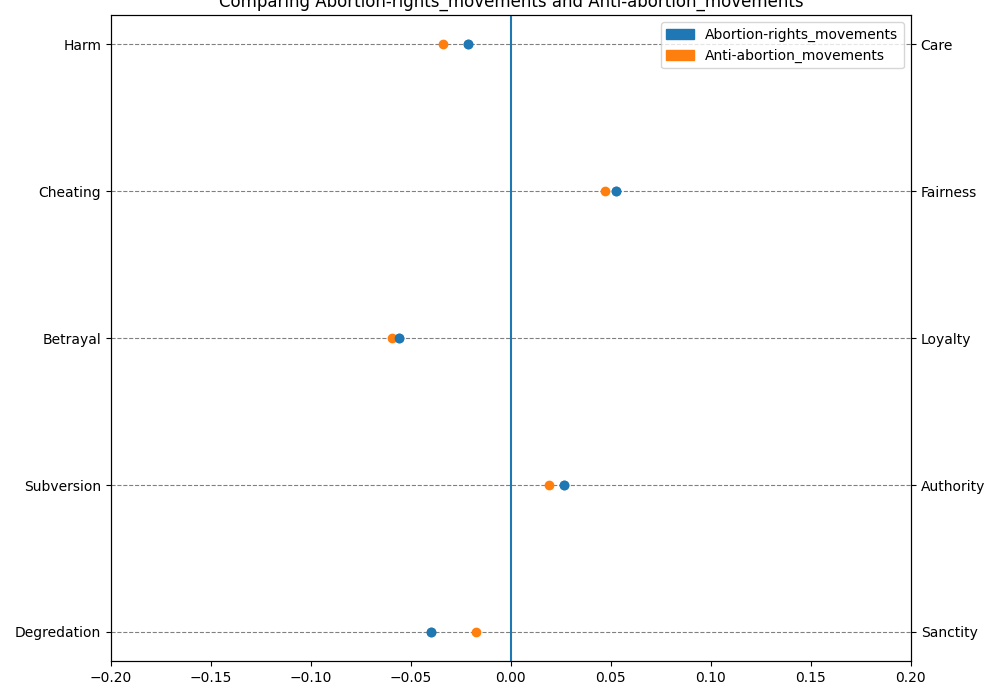 Comparing Abortion-rights_movements and Anti-abortion_movements
Abortion-rights_movements
Anti-abortion_movements
Harm
Care
Cheating
Fairness
Betrayal
Loyalty
Subversion
Authority
Degredation
Sanctity
−0.20 −0.15 −0.10 −0.05 0.00 0.05 0.10 0.15 0.20